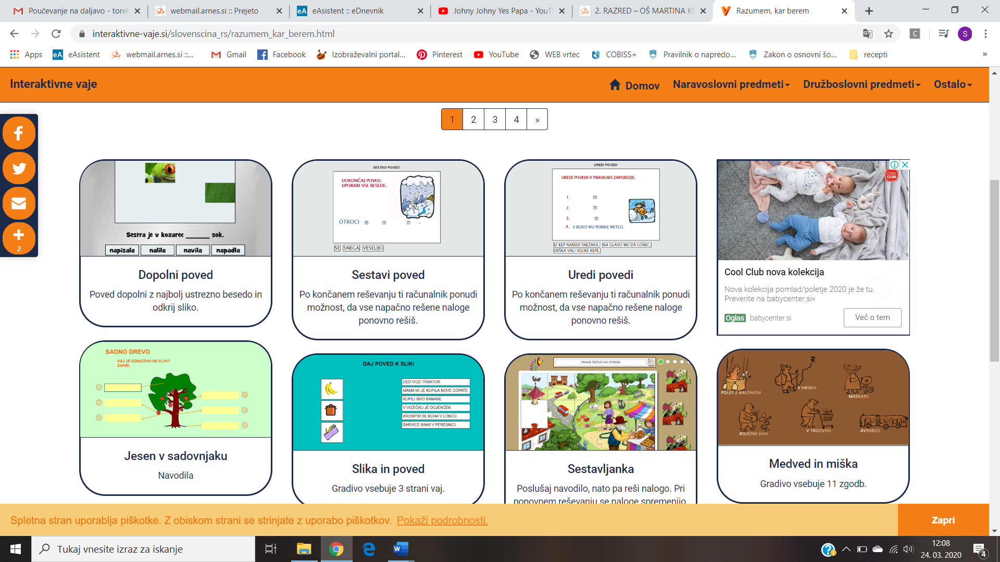 Poučevanje na daljavo - torek
webmail.arnes.si :: Prejeto
eAsistent :: eDnevnik
Johny Johny Yes Papa - YouTu
2. RAZRED – OŠ MARTINA KR
Razumem, kar berem
interaktivne-vaje.si/slovenscina_rs/razumem_kar_berem.html
C
S
Apps
eA eAsistent
webmail.arnes.si ::...
Gmail
Facebook
Izobraževalni portal...
Pinterest
YouTube
WEB vrtec
COBISS+
Pravilnik o napredo...
Zakon o osnovni šo...
recepti
»
Interaktivne vaje
Domov
Naravoslovni predmeti
Družboslovni predmeti
Ostalo
1 2 3 4 »
2
Sestra je v kozarec _______ sok.
napisala nalila navila napadla
Dopolni poved
Poved dopolni z najbolj ustrezno besedo in
odkrij sliko.
SESTAVI POVEDI
DOKONČAJ POVED.
UPORABI VSE BESEDE.
OTROCI ? ? ? .
SE SNEGA VESELIJO
Sestavi poved
Po končanem reševanju ti računalnik ponudi
možnost, da vse napačno rešene naloge
ponovno rešiš.
UREDI POVEDI
UREDI POVEDI V PRAVILNO ZAPOREDJE.
1. ?
2. ?
3. ?
4. V ROKO MU PORINE METLO.
IZ KEP NAREDI SNEŽAKA. NA GLAVO MU DA LONEC.
URŠKA VALI VELIKE KEPE.
Uredi povedi
Po končanem reševanju ti računalnik ponudi
možnost, da vse napačno rešene naloge
ponovno rešiš.
COOL
CLUB
Cool Club nova kolekcija
Nova kolekcija pomlad/poletje 2020 je že tu.
Preverite na babycenter.si«
Oglas babycenter.si
Več o tem
SADNO DREVO
KAJ JE OZNAČENO NA SLIKI?
ZAPIŠI.
Jesen v sadovnjaku
Navodila
DAJ POVED K SLIKI
DED VOZI TRAKTOR.
MAMA MI JE KUPILA NOVE COPATE.
KUPILI SMO BANANE.
V VOZIČKU JE DOJENČEK.
KROMPIR SE KUHA V LONCU.
BARVICE IMAM V PERESNICI.
Slika in poved
Gradivo vsebuje 3 strani vaj.
VRANE ČEPIJO NA STREHI.
Sestavljanka
Poslušaj navodilo, nato pa reši nalogo. Pri
ponovnem reševanju se naloge spremenijo.
POLET Z BALONOM
V HRIBIH
MAŠKARE
ROJSTNI DAN
V TRGOVINI
AVTOBUS
Medved in miška
Gradivo vsebuje 11 zgodb.
Spletna stran uporablja piškotke. Z obiskom strani se strinjate z uporabo piškotkov. Pokaži podrobnosti.
Zapri
Tukaj vnesite izraz za iskanje
12:08
24. 03. 2020
4